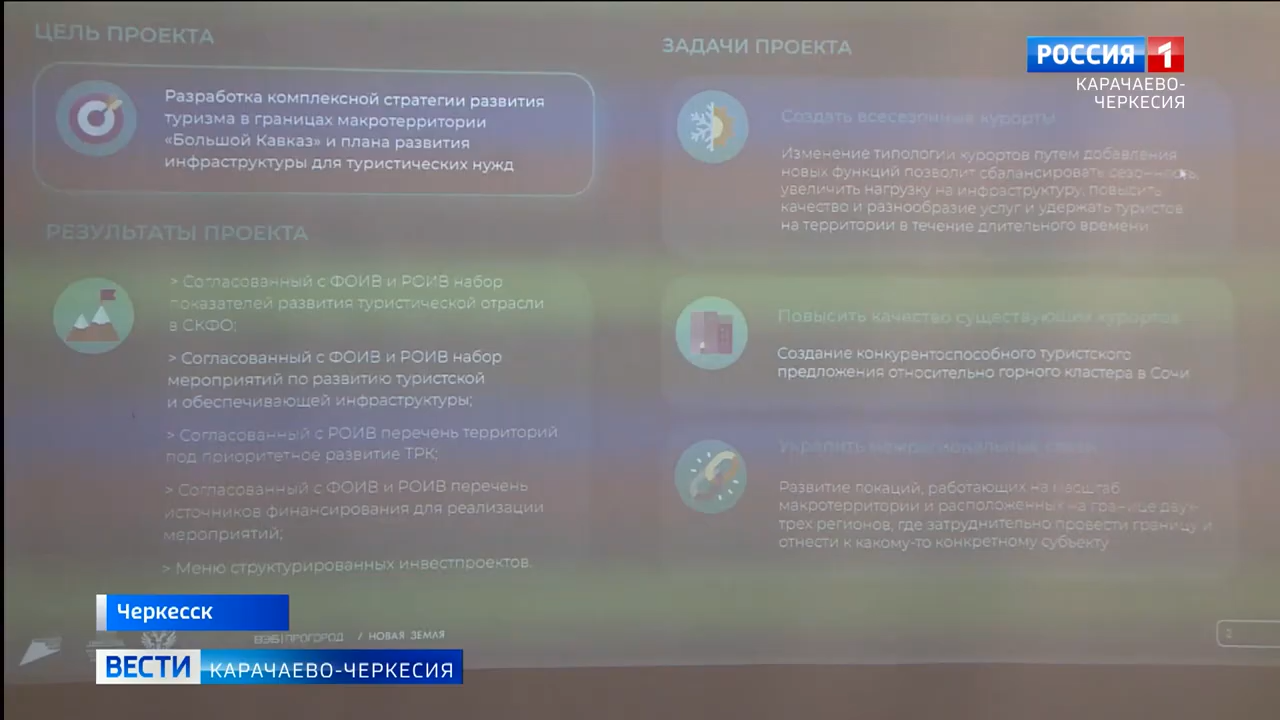 ЦЕЛЬ ПРОЕКТА
Разработка комплексной стратегии развития
туризма в границах макротерритории
«Большой Кавказ» и плана развития
инфраструктуры для туристических нужд
РЕЗУЛЬТАТЫ ПРОЕКТА
> Согласованный с ФОИВ и РОИВ набор
показателей развития туристической отрасли
в СКФО;
> Согласованный с ФОИВ и РОИВ набор
мероприятий по развитию туристской
и обеспечивающей инфраструктуры;
> Согласованный с РОИВ перечень территорий
под приоритетное развитие ТРК;
> Согласованный с ФОИВ и РОИВ перечень
источников финансирования для реализации
мероприятий;
> Меню структурированных инвестпроектов.
ВЭБ|ПРОГОРОД / НОВАЯ ЗЕМЛЯ
ЗАДАЧИ ПРОЕКТА
Создать всесезонные курорты
Изменение типологии курортов путем добавления
новых функций позволит сбалансировать сезонность,
увеличить нагрузку на инфраструктуру, повысить
качество и разнообразие услуг и удержать туристов
на территории в течение длительного времени
Повысить качество существующих курортов
Создание конкурентоспособного туристского
предложения относительно горного кластера в Сочи
Укрепить межрегиональные связи
Развитие локаций, работающих на масштаб
макротерритории и расположенных на границе двух-
трех регионов, где затруднительно провести границу и
отнести к какому-то конкретному субъекту
2
РОССИЯ 1
КАРАЧАЕВО-
ЧЕРКЕСИЯ
Черкесск
ВЕСТИ КАРАЧАЕВО-ЧЕРКЕСИЯ